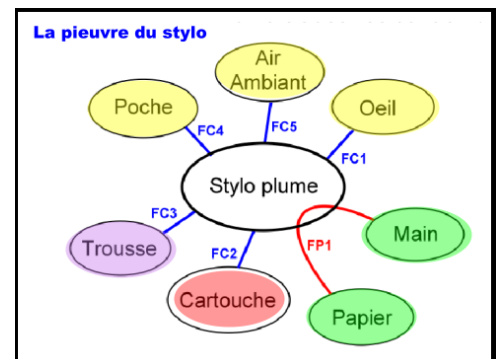 La pieuvre du stylo
Air
Ambiant
Poche
Oeil
FC4
FC5
FC1
Stylo plume
FC3
Trousse
FC2
FP1
Main
Cartouche
Papier